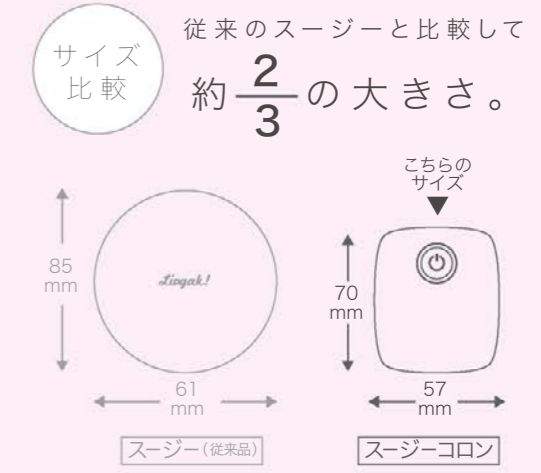 サイズ
比較
従来のスージーと比較して
約2/3の大きさ。
こちらの
サイズ
85
mm
Livgak!
70
mm
61
mm
57
mm
スージー(従来品)
スージーコロン